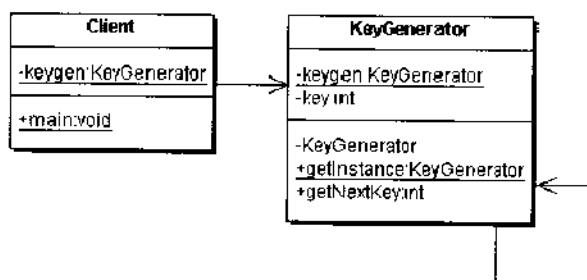 Client
-keygen:KeyGenerator
+main:void
KeyGenerator
-keygen:KeyGenerator
-key:int
-KeyGenerator
+getInstance:KeyGenerator
+getNextKey:int